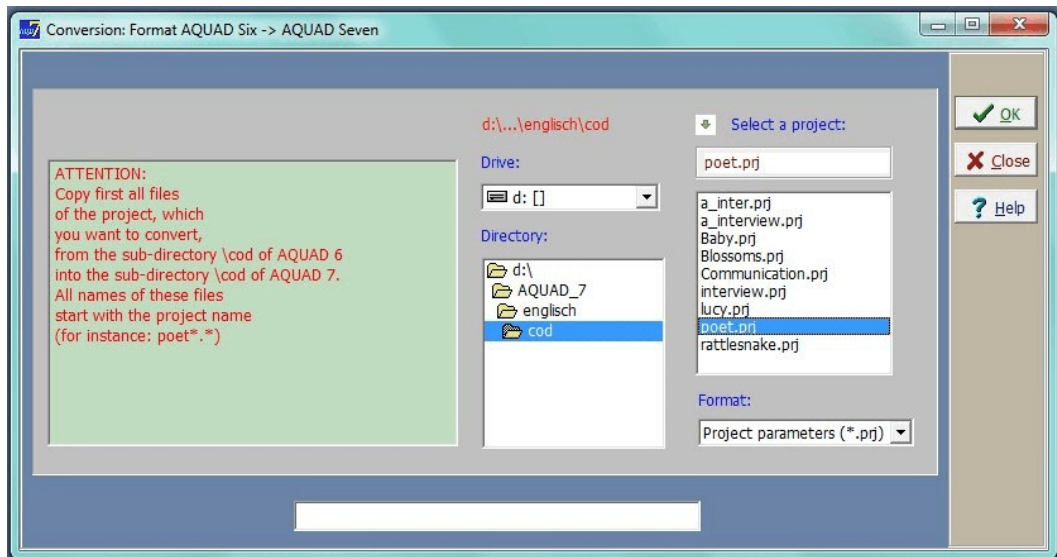 Conversion: Format AQUAD Six -> AQUAD Seven
ATTENTION:
Copy first all files
of the project, which
you want to convert,
from the sub-directory \cod of AQUAD 6
into the sub-directory \cod of AQUAD 7.
All names of these files
start with the project name
(for instance: poet*.*)
d:\...\englisch\cod
Drive:
d: []
Directory:
d:\
AQUAD_7
englisch
cod
Select a project:
poet.prj
a_inter.prj
a_interview.prj
Baby.prj
Blossoms.prj
Communication.prj
interview.prj
lucy.prj
poet.prj
rattlesnake.prj
Format:
Project parameters (*.prj)
OK
Close
Help